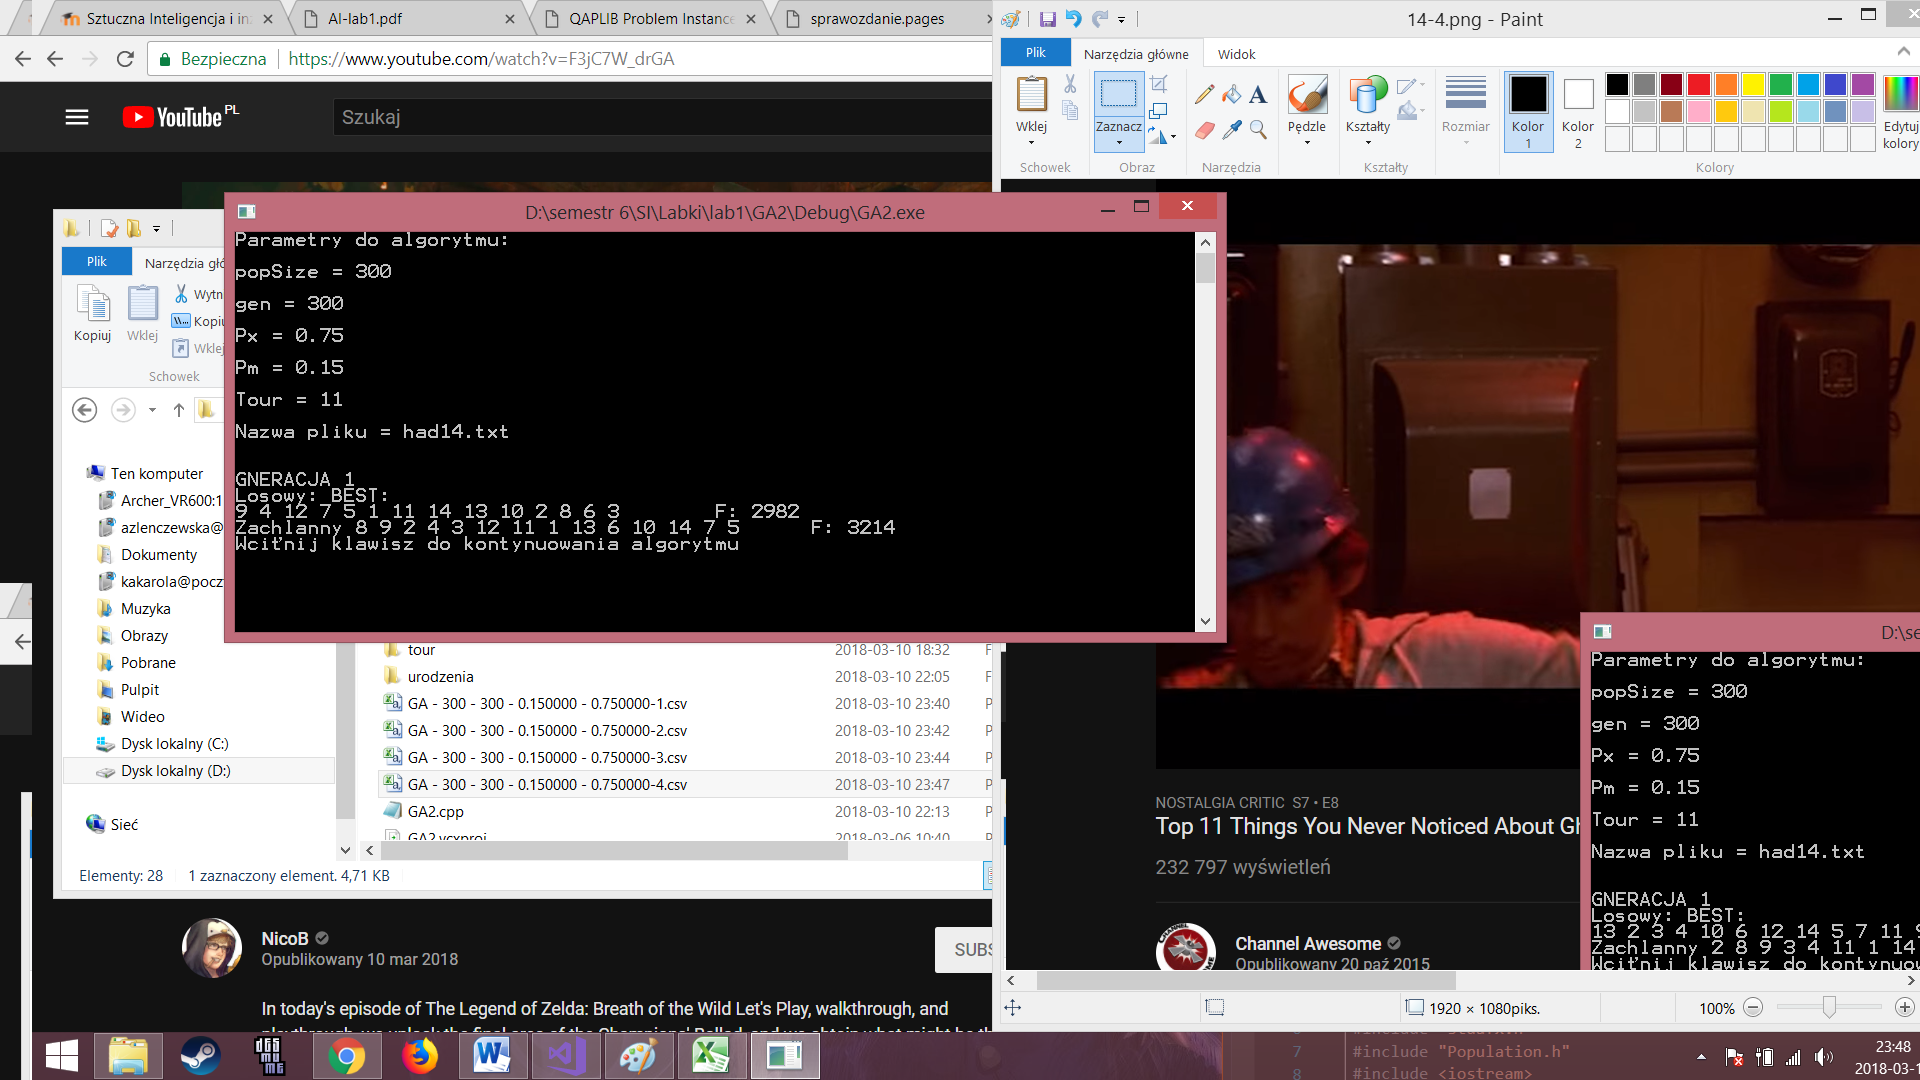 Sztuczna Inteligencja i in
AI-lab1.pdf
QAPLIB Problem Instance
sprawozdanie.pages
Bezpieczna
https://www.youtube.com/watch?v=F3jC7W_drGA
YouTube PL
Szukaj
14-4.png - Paint
Plik
Narzędzia główne
Widok
Wklej
Zaznacz
Pędzle
Kształty
Rozmiar
Kolor 1
Kolor 2
Edytuj kolory
Schowek
Obraz
Narzędzia
Kształty
Kolory
D:\semestr 6\SI\Labki\lab1\GA2\Debug\GA2.exe
Parametry do algorytmu:
popSize = 300
gen = 300
Px = 0.75
Pm = 0.15
Tour = 11
Nazwa pliku = had14.txt
GNERACJA 1
Losowy: BEST:
9 4 12 7 5 1 11 14 13 10 2 8 6 3 F: 2982
Zachlanny 8 9 2 4 3 12 11 1 13 6 10 14 7 5 F: 3214
Wciťnij klawisz do kontynuowania algorytmu
Plik
Narzędzia głó
Kopiuj
Wklej
Wytn
Kopiu
Wklej
Schowek
Ten komputer
Archer_VR600:1
azlenczewska@
Dokumenty
kakarola@pocz
Muzyka
Obrazy
Pobrane
Pulpit
Wideo
Dysk lokalny (C:)
Dysk lokalny (D:)
Sieć
tour 2018-03-10 18:32 F
urodzenia 2018-03-10 22:05 F
GA - 300 - 300 - 0.150000 - 0.750000-1.csv 2018-03-10 23:40 P
GA - 300 - 300 - 0.150000 - 0.750000-2.csv 2018-03-10 23:42 P
GA - 300 - 300 - 0.150000 - 0.750000-3.csv 2018-03-10 23:44 P
GA - 300 - 300 - 0.150000 - 0.750000-4.csv 2018-03-10 23:47 P
GA2.cpp 2018-03-10 22:13 P
GA2.vcxproj 2018-03-06 10:40 P
Elementy: 28 1 zaznaczony element. 4,71 KB
NicoB
Opublikowany 10 mar 2018
SUBS
In today's episode of The Legend of Zelda: Breath of the Wild Let's Play, walkthrough, and
NOSTALGIA CRITIC S7 • E8
Top 11 Things You Never Noticed About Gh
232 797 wyświetleń
Channel Awesome
Opublikowany 20 paź 2015
D:\se
Parametry do algorytmu:
popSize = 300
gen = 300
Px = 0.75
Pm = 0.15
Tour = 11
Nazwa pliku = had14.txt
GNERACJA 1
Losowy: BEST:
13 2 3 4 10 6 12 14 5 7 11 9
Zachlanny 2 8 9 3 4 11 1 14
Wciťnij klawisz do kontynuow
1920 × 1080piks.
100%
7 #include "Population.h"
8 #include <iostream>
23:48
2018-03-1